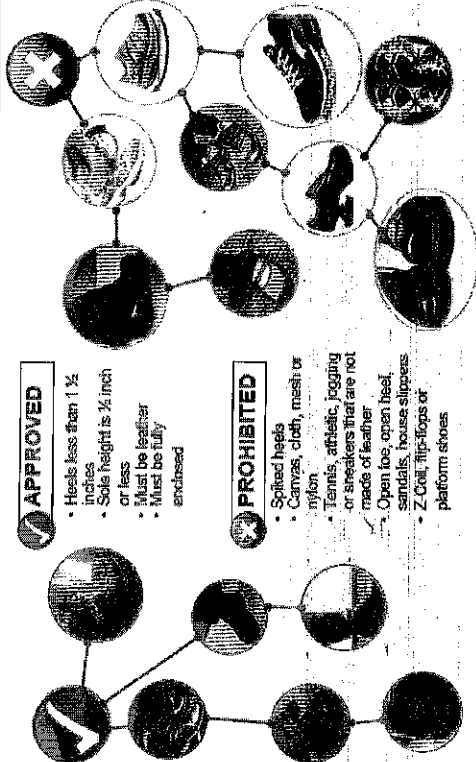 APPROVED
• Heels less than 1 ½
inches
• Sole height is ½ inch
or less
• Must be leather
• Must be fully
enclosed
PROHIBITED
• Spiked heels
• Canvas, cloth, mesh or
nylon
• Tennis, athletic, jogging
or sneakers that are not
made of leather
• Open toe, open heel,
sandals, house slippers
• Z-Coil, flip-flops or
platform shoes